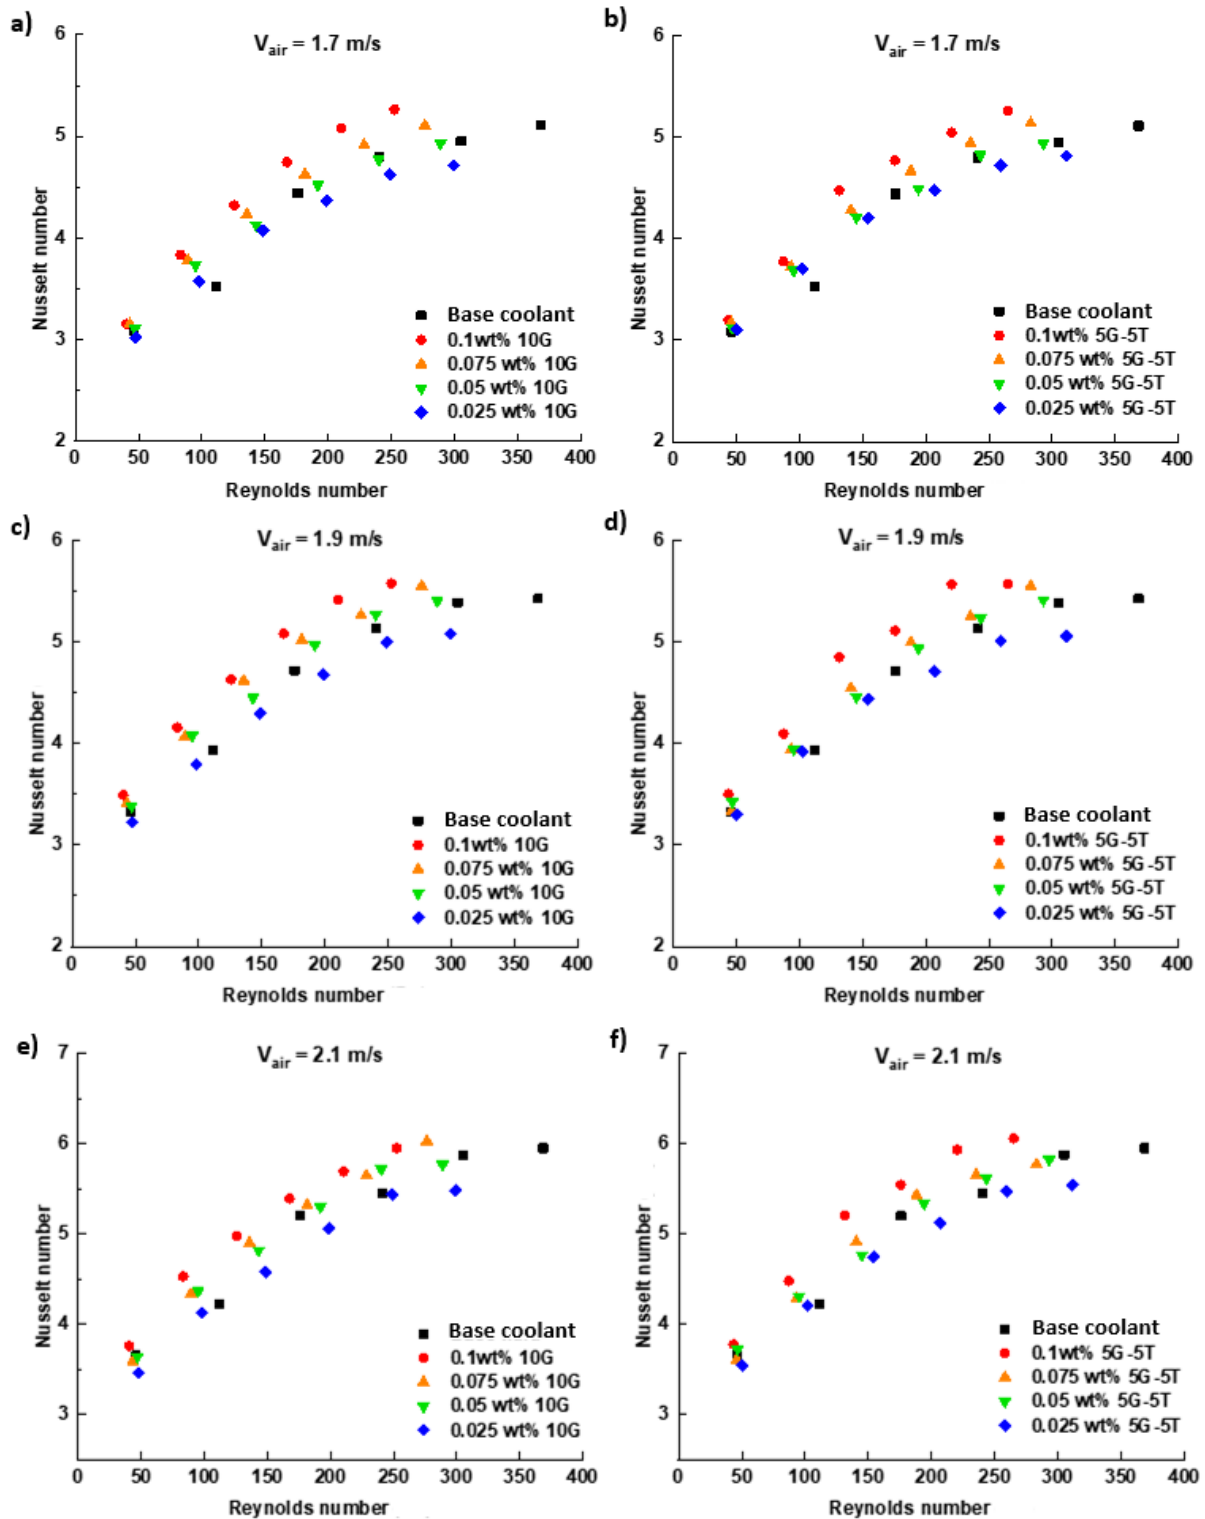 a)
V_air = 1.7 m/s
6
5
4
3
2
0 50 100 150 200 250 300 350 400
Nusselt number
Reynolds number
Base coolant
0.1wt% 10G
0.075 wt% 10G
0.05 wt% 10G
0.025 wt% 10G
b)
V_air = 1.7 m/s
6
5
4
3
2
0 50 100 150 200 250 300 350 400
Nusselt number
Reynolds number
Base coolant
0.1wt% 5G-5T
0.075 wt% 5G-5T
0.05 wt% 5G-5T
0.025 wt% 5G-5T
c)
V_air = 1.9 m/s
6
5
4
3
2
0 50 100 150 200 250 300 350 400
Nusselt number
Reynolds number
Base coolant
0.1wt% 10G
0.075 wt% 10G
0.05 wt% 10G
0.025 wt% 10G
d)
V_air = 1.9 m/s
6
5
4
3
2
0 50 100 150 200 250 300 350 400
Nusselt number
Reynolds number
Base coolant
0.1wt% 5G-5T
0.075 wt% 5G-5T
0.05 wt% 5G-5T
0.025 wt% 5G-5T
e)
V_air = 2.1 m/s
7
6
5
4
3
0 50 100 150 200 250 300 350 400
Nusselt number
Reynolds number
Base coolant
0.1wt% 10G
0.075 wt% 10G
0.05 wt% 10G
0.025 wt% 10G
f)
V_air = 2.1 m/s
7
6
5
4
3
0 50 100 150 200 250 300 350 400
Nusselt number
Reynolds number
Base coolant
0.1wt% 5G-5T
0.075 wt% 5G-5T
0.05 wt% 5G-5T
0.025 wt% 5G-5T